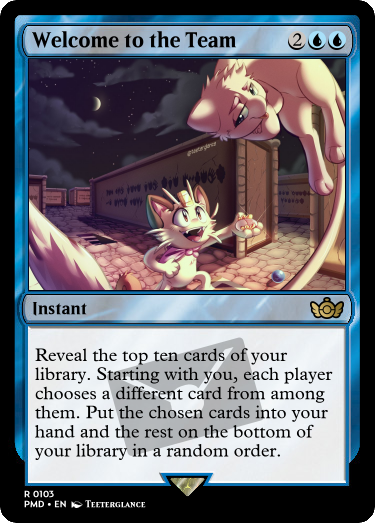 Welcome to the Team 2
@teeterglance
Instant
Reveal the top ten cards of your
library. Starting with you, each player
chooses a different card from among
them. Put the chosen cards into your
hand and the rest on the bottom of
your library in a random order.
R 0103
PMD • EN Teeterglance